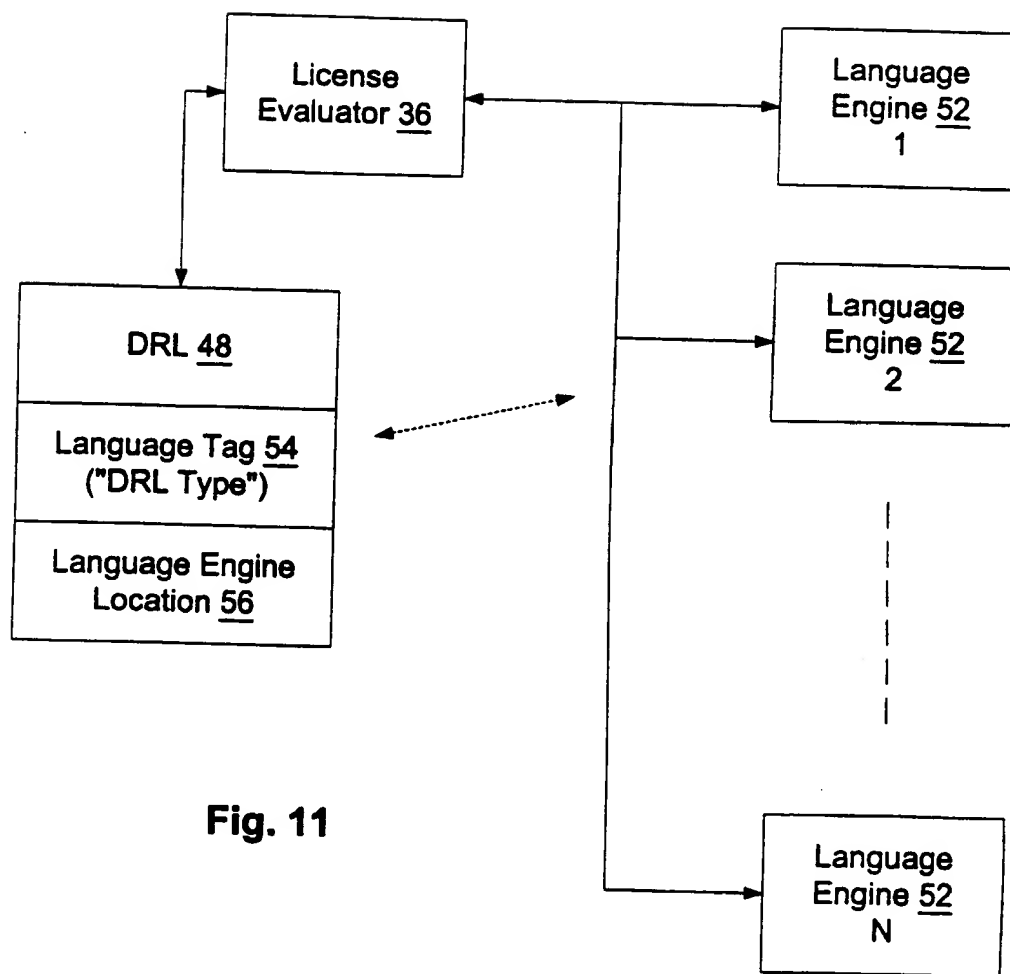 License
Evaluator 36
Language
Engine 52
1
DRL 48
Language Tag 54
("DRL Type")
Language Engine
Location 56
Language
Engine 52
2
Fig. 11
Language
Engine 52
N